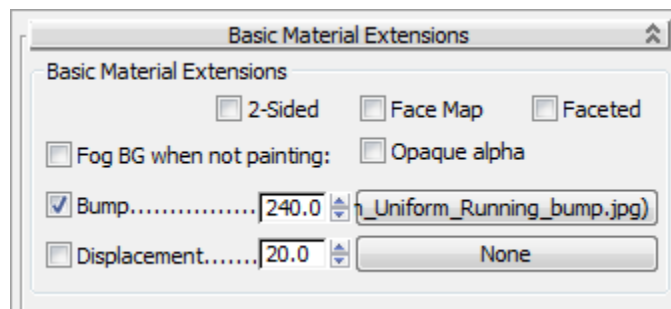 Basic Material Extensions
Basic Material Extensions
2-Sided Face Map Faceted
Fog BG when not painting: Opaque alpha
Bump................ 240.0 n_Uniform_Running_bump.jpg)
Displacement....... 20.0 None